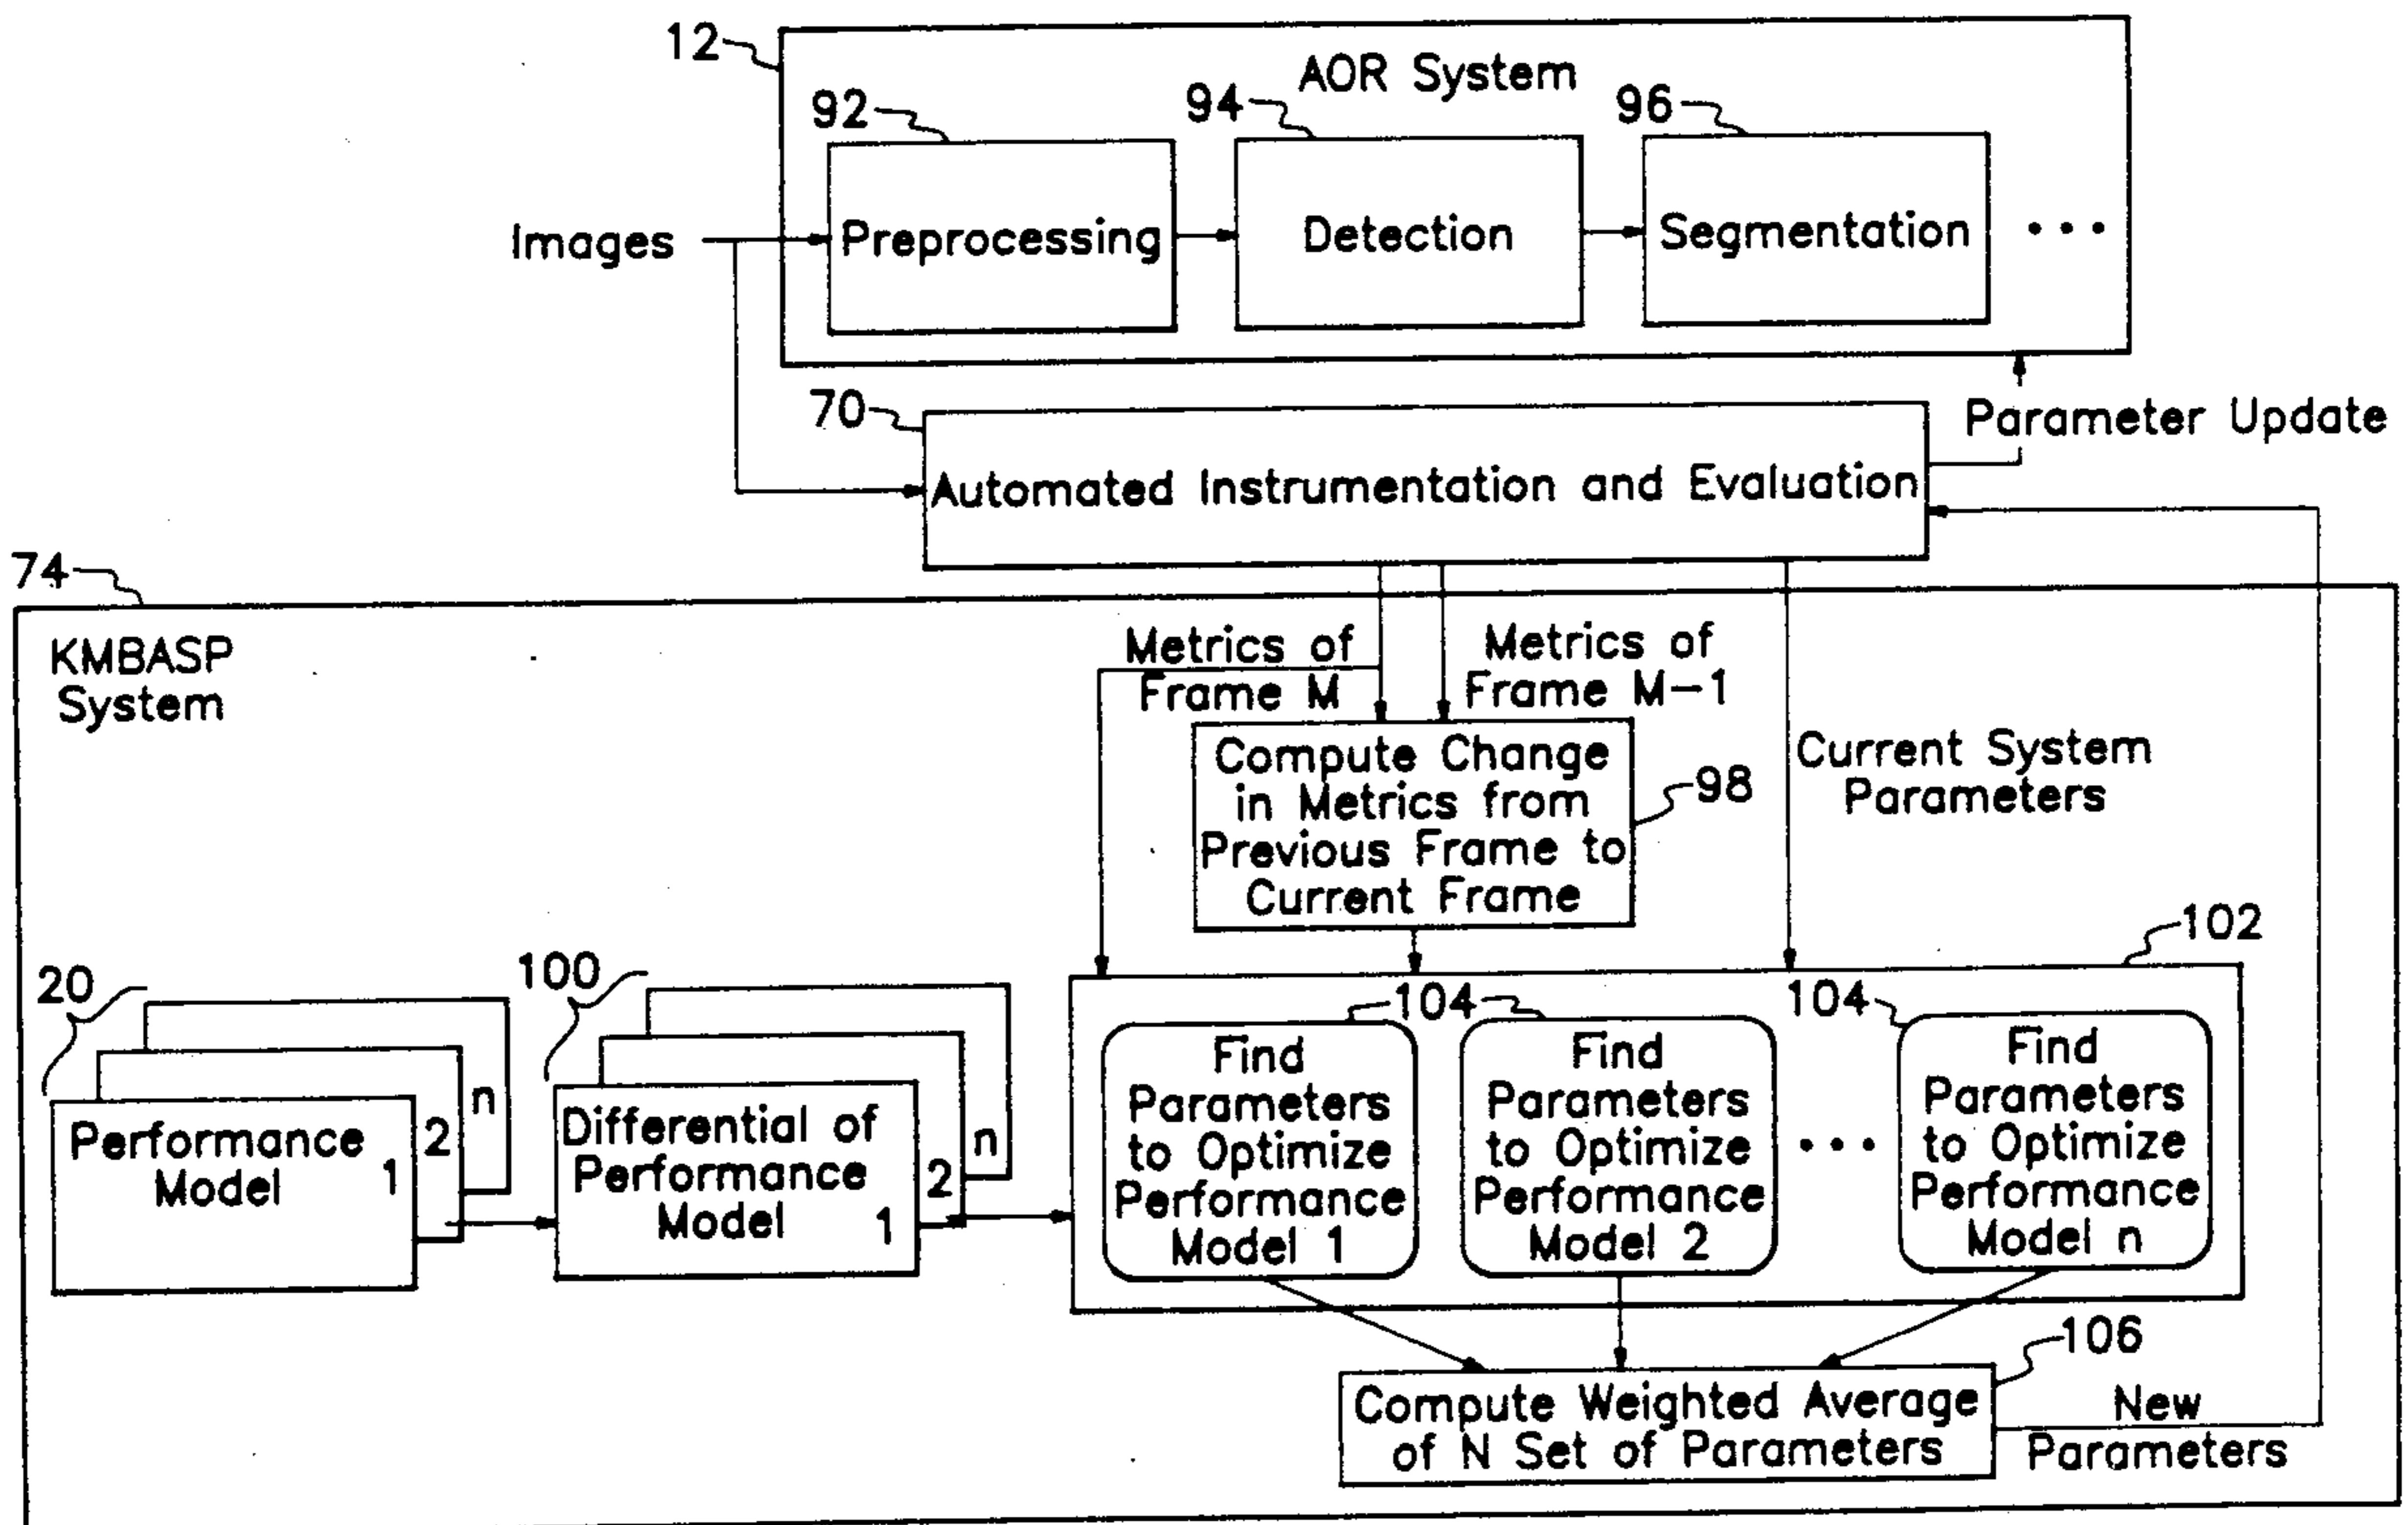 12
AOR System
92
94
96
Images
Preprocessing
Detection
Segmentation
• • •
70
Parameter Update
Automated Instrumentation and Evaluation
74
KMBASP
System
Metrics of
Frame M
Metrics of
Frame M-1
Compute Change
in Metrics from
Previous Frame to
Current Frame
98
Current System
Parameters
102
20
100
104
104
Performance
Model
1
2
n
Differential of
Performance
Model
1
2
n
Find
Parameters
to Optimize
Performance
Model 1
Find
Parameters
to Optimize
Performance
Model 2
• • •
Find
Parameters
to Optimize
Performance
Model n
106
Compute Weighted Average
of N Set of Parameters
New
Parameters